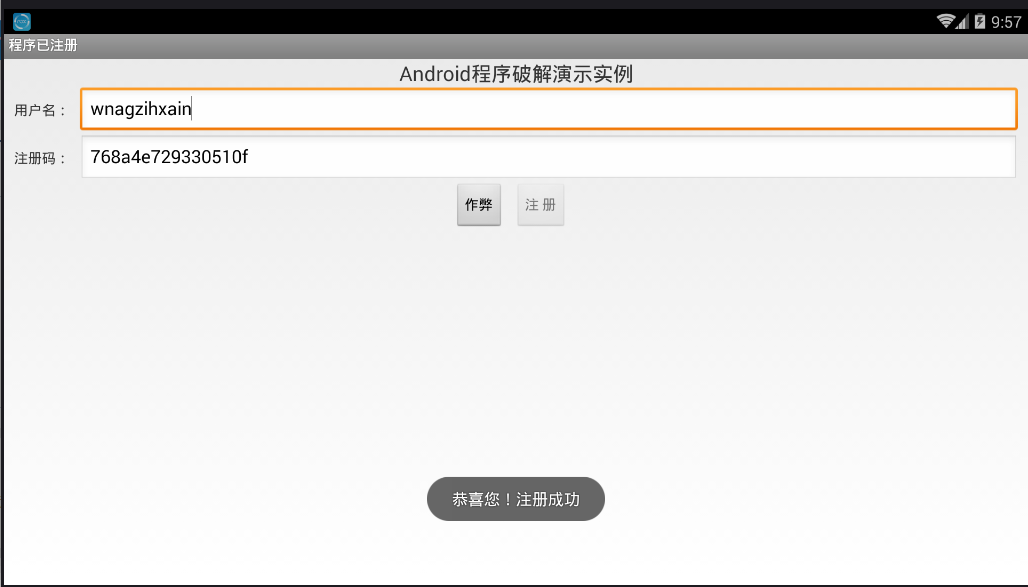 9:57
程序已注册
Android程序破解演示实例
用户名：
wnagzihxain
注册码：
768a4e729330510f
作弊
注 册
恭喜您！注册成功